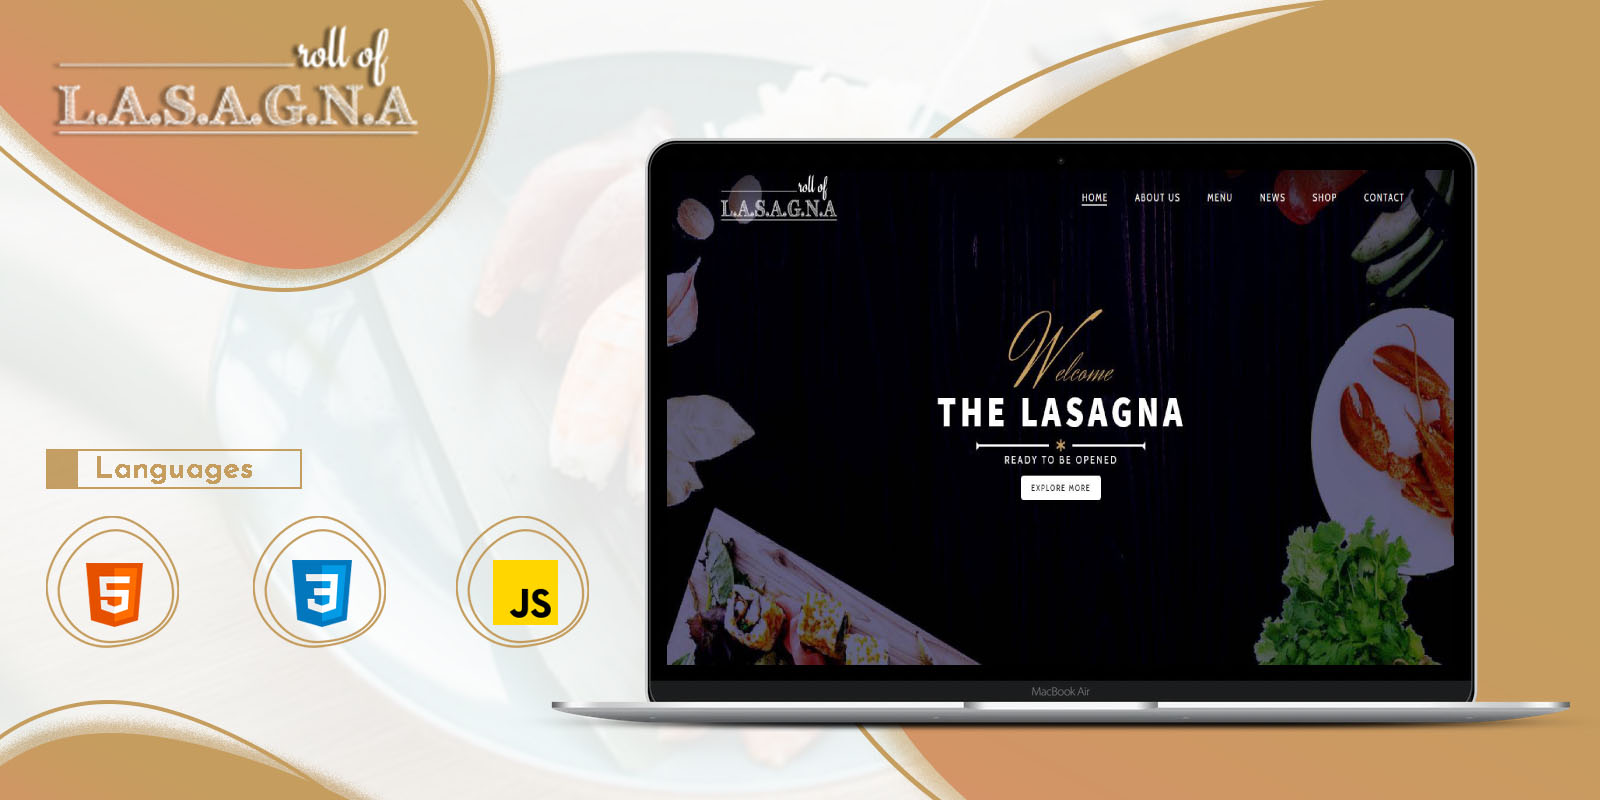 roll of
L.A.S.A.G.N.A
Languages
5
3
JS
roll of
L.A.S.A.G.N.A
HOME ABOUT US MENU NEWS SHOP CONTACT
Welcome
THE LASAGNA
READY TO BE OPENED
EXPLORE MORE
MacBook Air